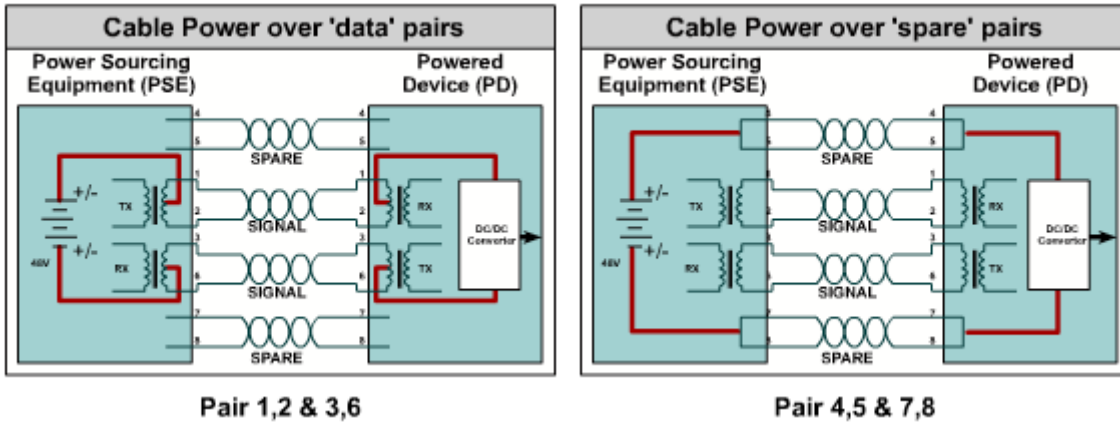 Cable Power over 'data' pairs
Power Sourcing
Equipment (PSE)
Powered
Device (PD)
4
4
5
5
SPARE
1
1
+/-
TX
RX
2
2
SIGNAL
DC/DC
Converter
3
3
+/-
48V
RX
TX
6
6
SIGNAL
7
7
8
8
SPARE
Pair 1,2 & 3,6
Cable Power over 'spare' pairs
Power Sourcing
Equipment (PSE)
Powered
Device (PD)
4
5
SPARE
1
1
+/-
TX
RX
2
2
SIGNAL
DC/DC
Converter
3
+/-
48V
RX
TX
6
6
SIGNAL
7
8
SPARE
Pair 4,5 & 7,8